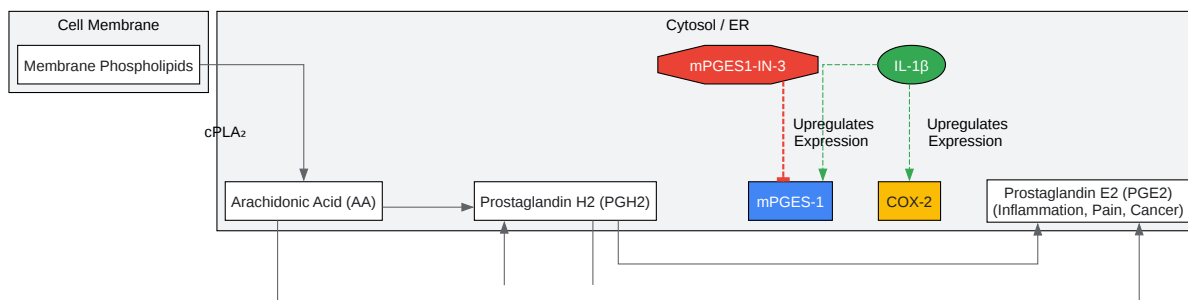 Cell Membrane
Membrane Phospholipids
Cytosol / ER
mPGES1-IN-3
IL-1β
cPLA₂
Upregulates
Expression
Upregulates
Expression
Arachidonic Acid (AA)
Prostaglandin H2 (PGH2)
mPGES-1
COX-2
Prostaglandin E2 (PGE2)
(Inflammation, Pain, Cancer)